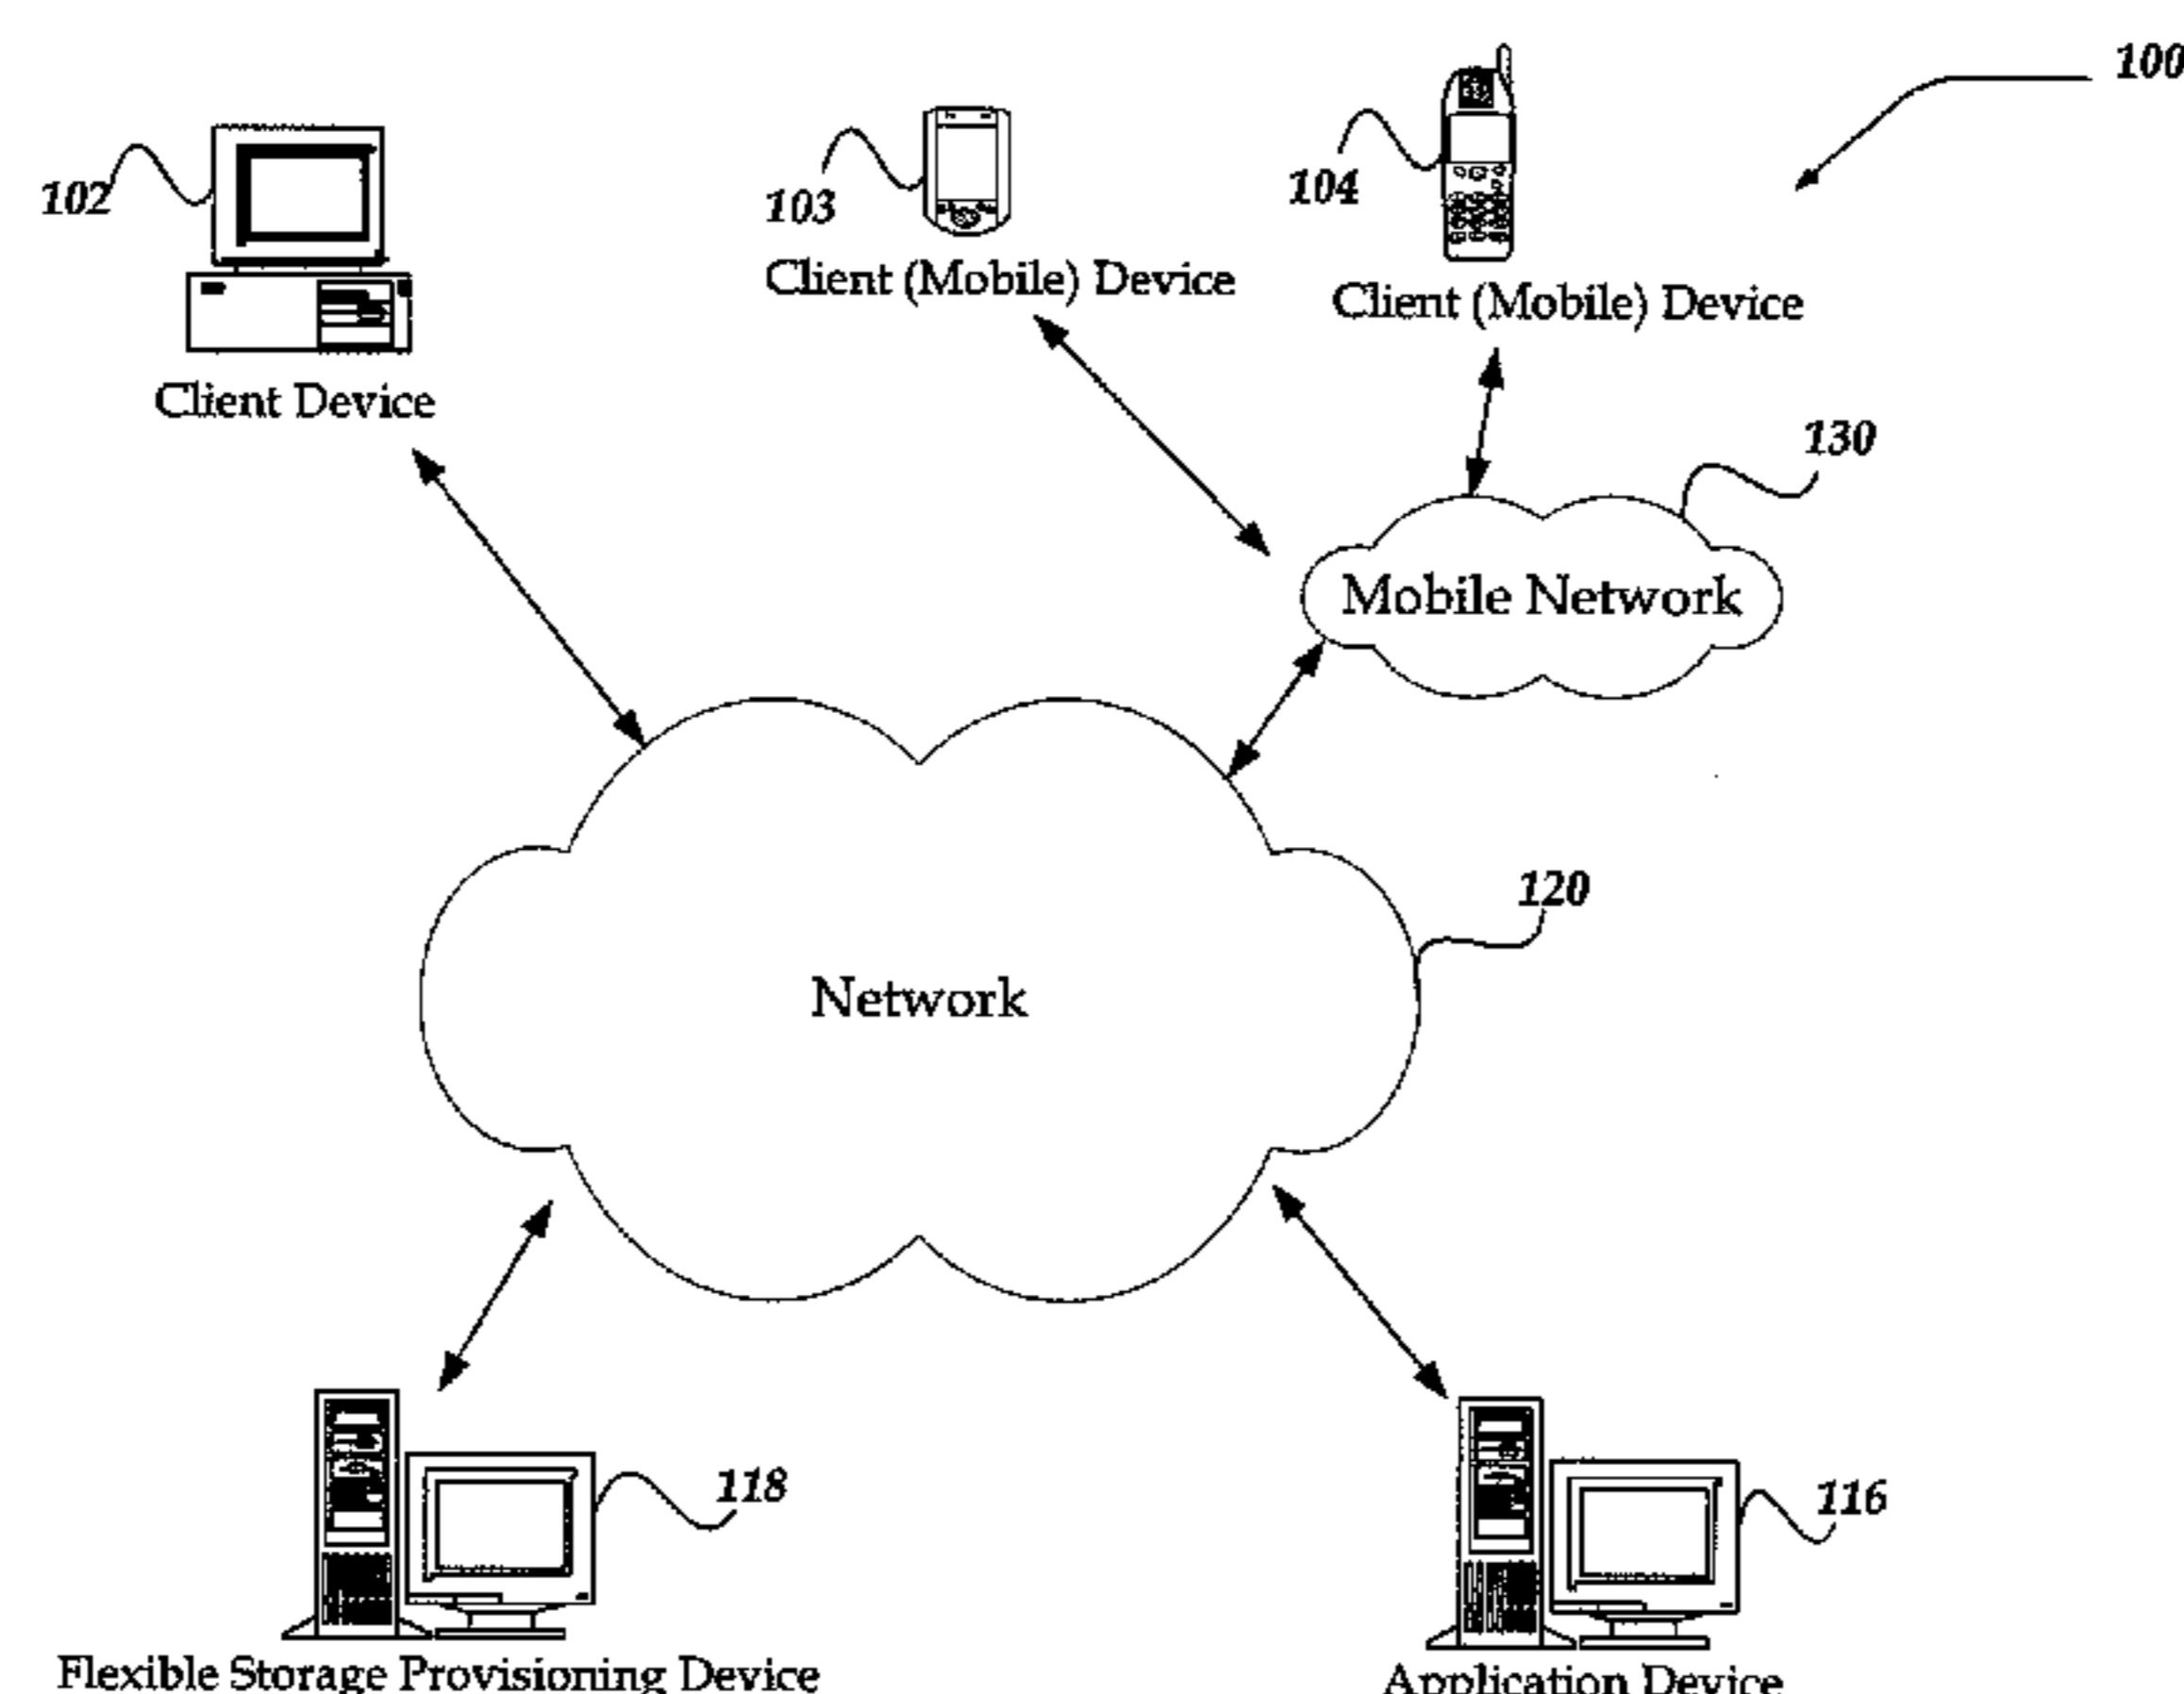 100
102
103
104
Client (Mobile) Device
Client (Mobile) Device
Client Device
130
Mobile Network
120
Network
118
116
Flexible Storage Provisioning Device
Application Device